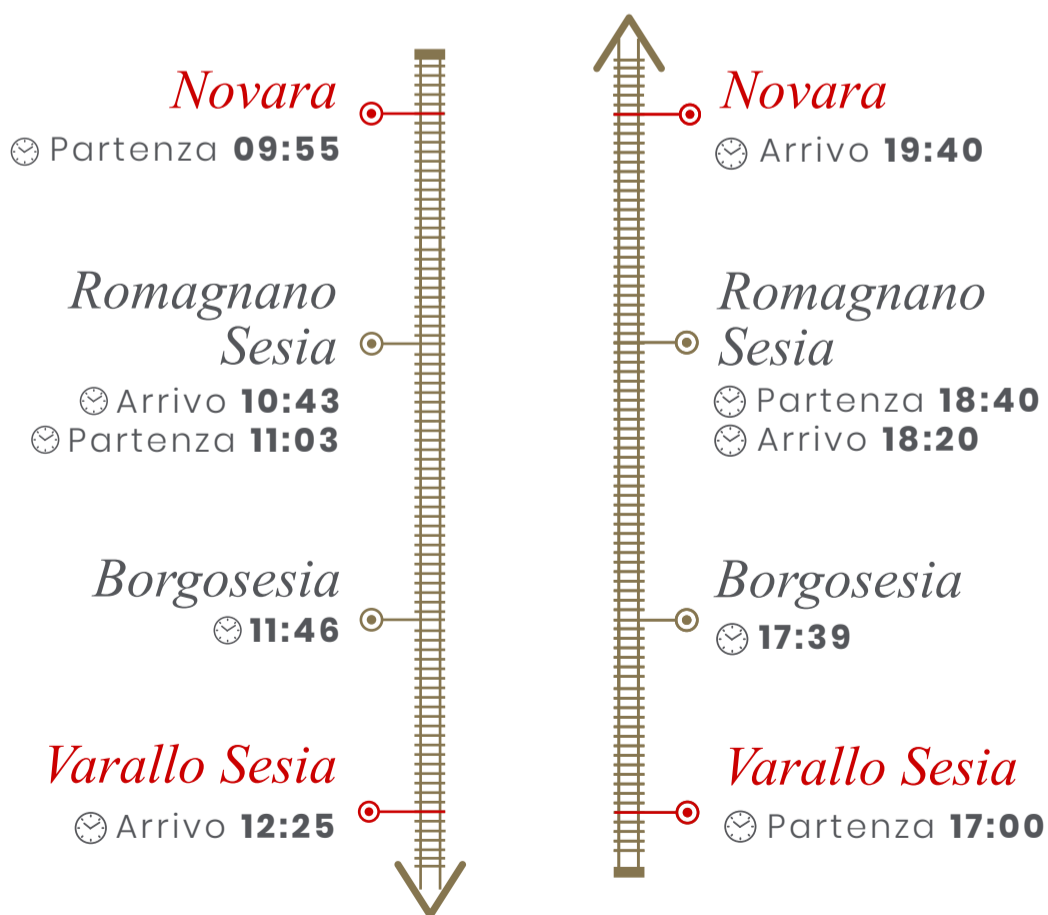 Novara
Partenza 09:55
Romagnano
Sesia
Arrivo 10:43
Partenza 11:03
Borgosesia
11:46
Varallo Sesia
Arrivo 12:25
Novara
Arrivo 19:40
Romagnano
Sesia
Partenza 18:40
Arrivo 18:20
Borgosesia
17:39
Varallo Sesia
Partenza 17:00